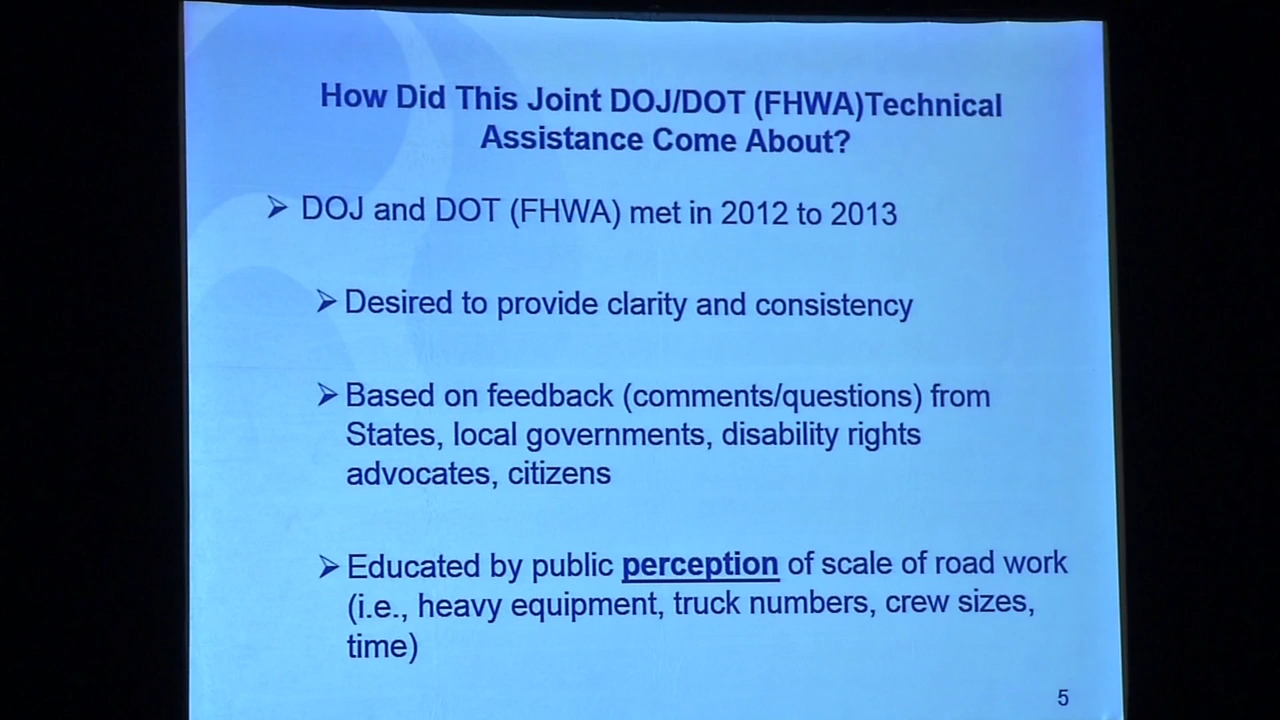 How Did This Joint DOJ/DOT (FHWA)Technical
Assistance Come About?
➢ DOJ and DOT (FHWA) met in 2012 to 2013
➢ Desired to provide clarity and consistency
➢ Based on feedback (comments/questions) from
States, local governments, disability rights
advocates, citizens
➢ Educated by public perception of scale of road work
(i.e., heavy equipment, truck numbers, crew sizes,
time)
5